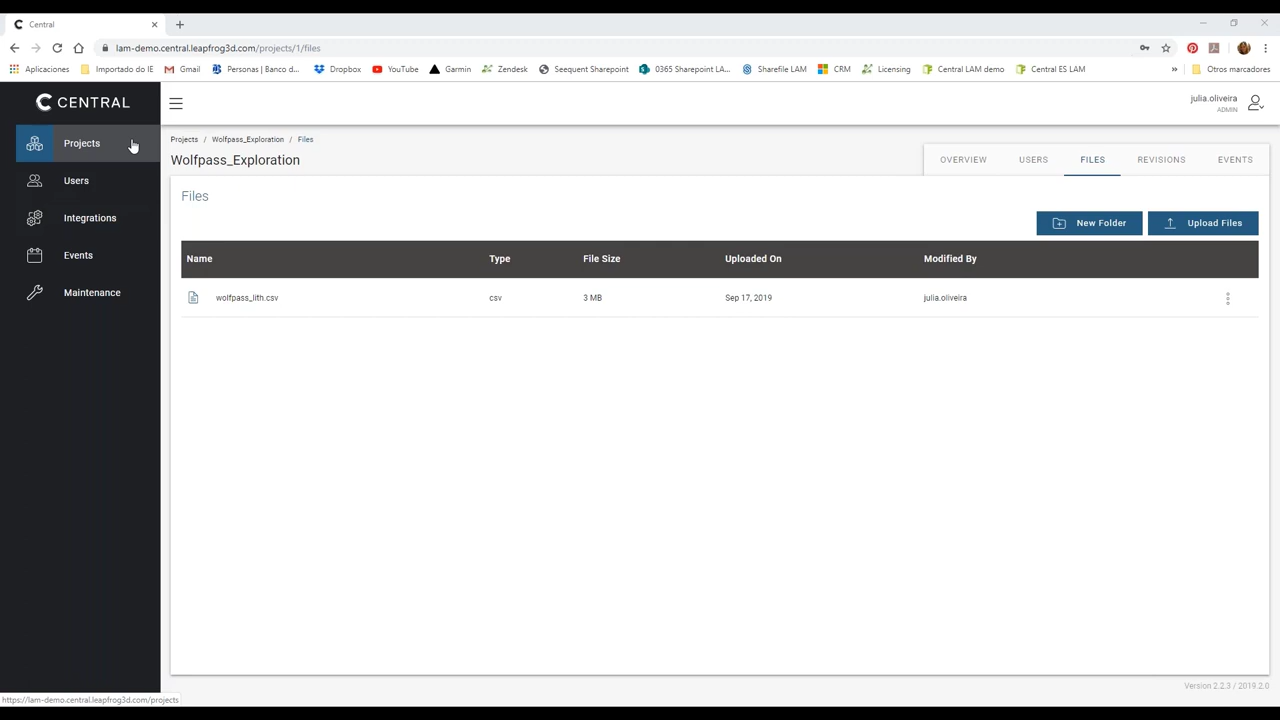 Central
lam-demo.central.leapfrog3d.com/projects/1/files
Aplicaciones Importado do IE Gmail Personas | Banco d... Dropbox YouTube Garmin Zendesk Seequent Sharepoint 0365 Sharepoint LA... Sharefile LAM CRM Licensing Central LAM demo Central ES LAM » Otros marcadores
CENTRAL
julia.oliveira
ADMIN
Projects
Users
Integrations
Events
Maintenance
Projects / Wolfpass_Exploration / Files
Wolfpass_Exploration
OVERVIEW USERS FILES REVISIONS EVENTS
Files
New Folder Upload Files
Name Type File Size Uploaded On Modified By
wolfpass_lith.csv csv 3 MB Sep 17, 2019 julia.oliveira
Version 2.2.3 / 2019.2.0
https://lam-demo.central.leapfrog3d.com/projects